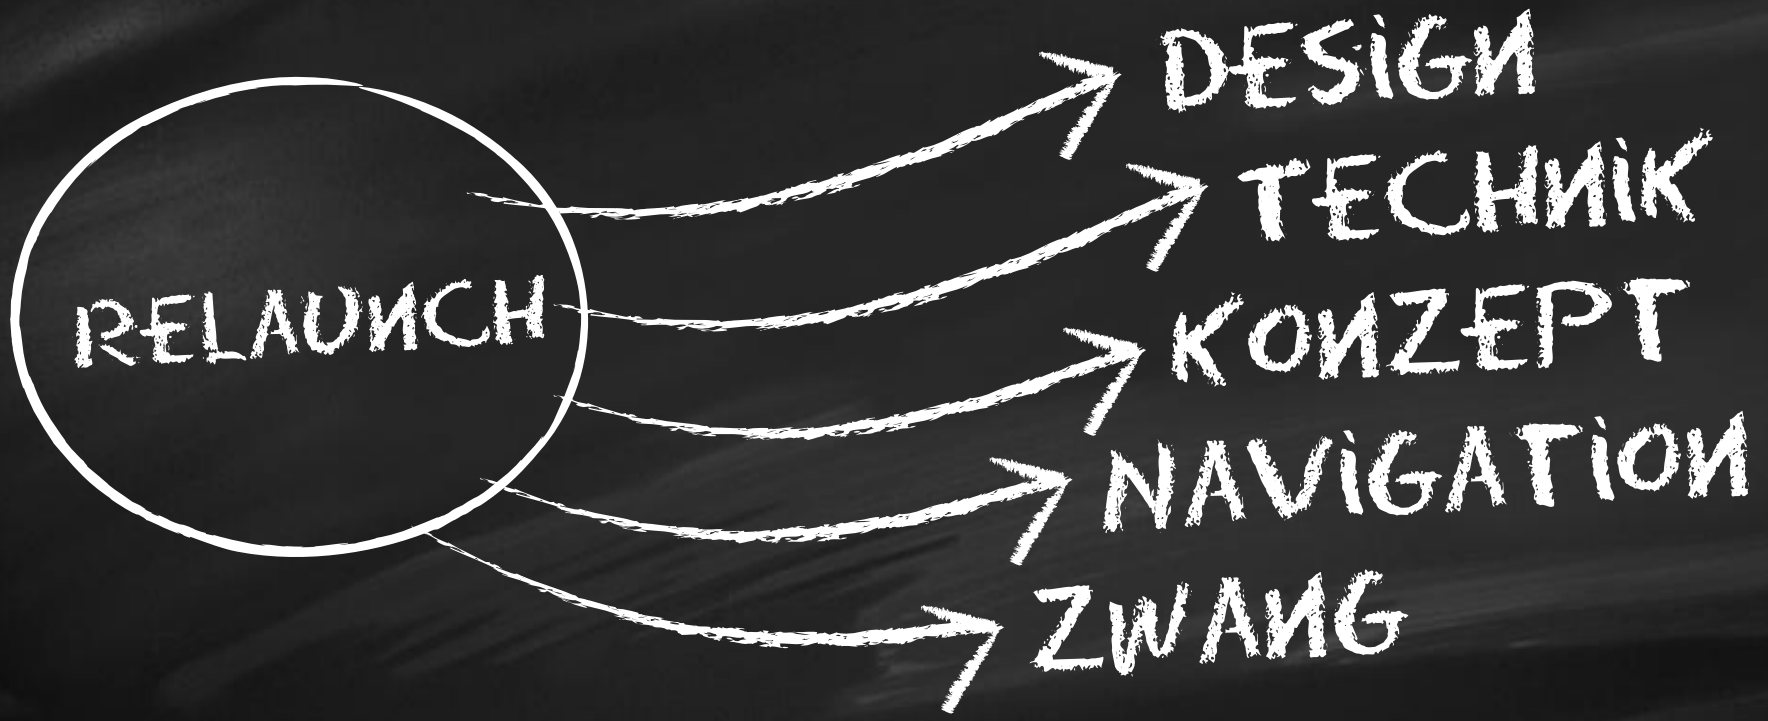 RELAUNCH
DESiGN
TECHNiK
KONZEPT
NAViGATiON
ZWANG